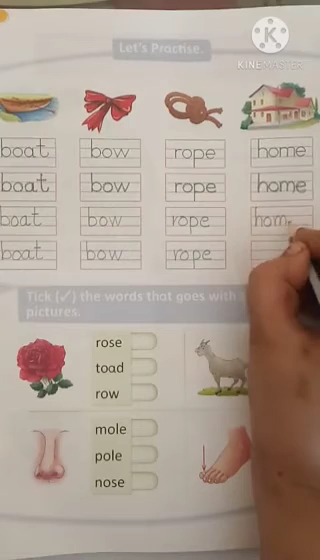 K
KINEMASTER
Let's Practise.
boat bow rope home
boat bow rope home
boat bow rope hom
boat bow rope
Tick (✓) the words that goes with
pictures.
rose
toad
row
mole
pole
nose